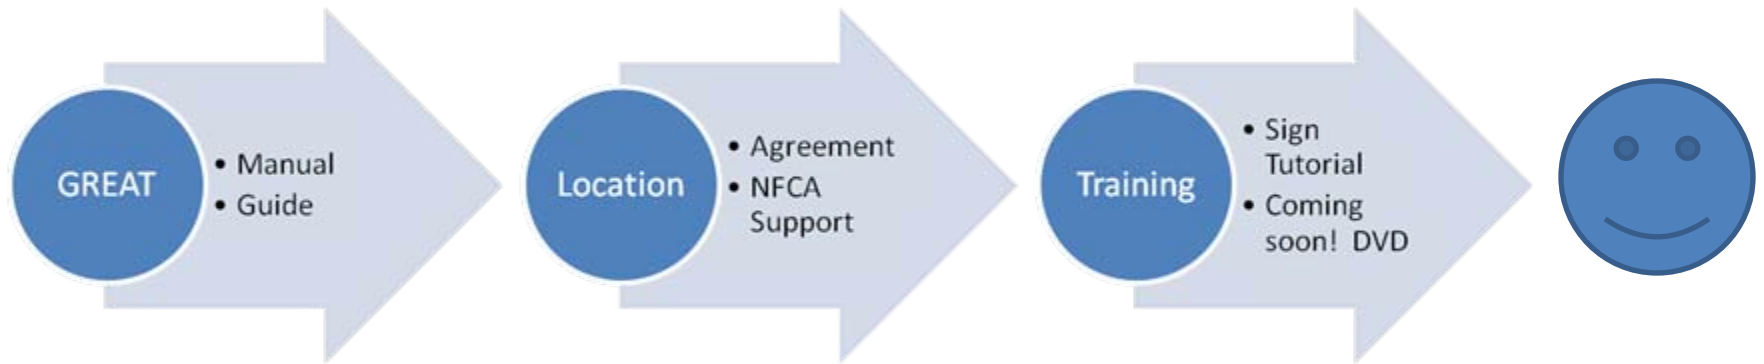 GREAT
• Manual
• Guide
Location
• Agreement
• NFCA
Support
Training
• Sign
Tutorial
• Coming
soon! DVD